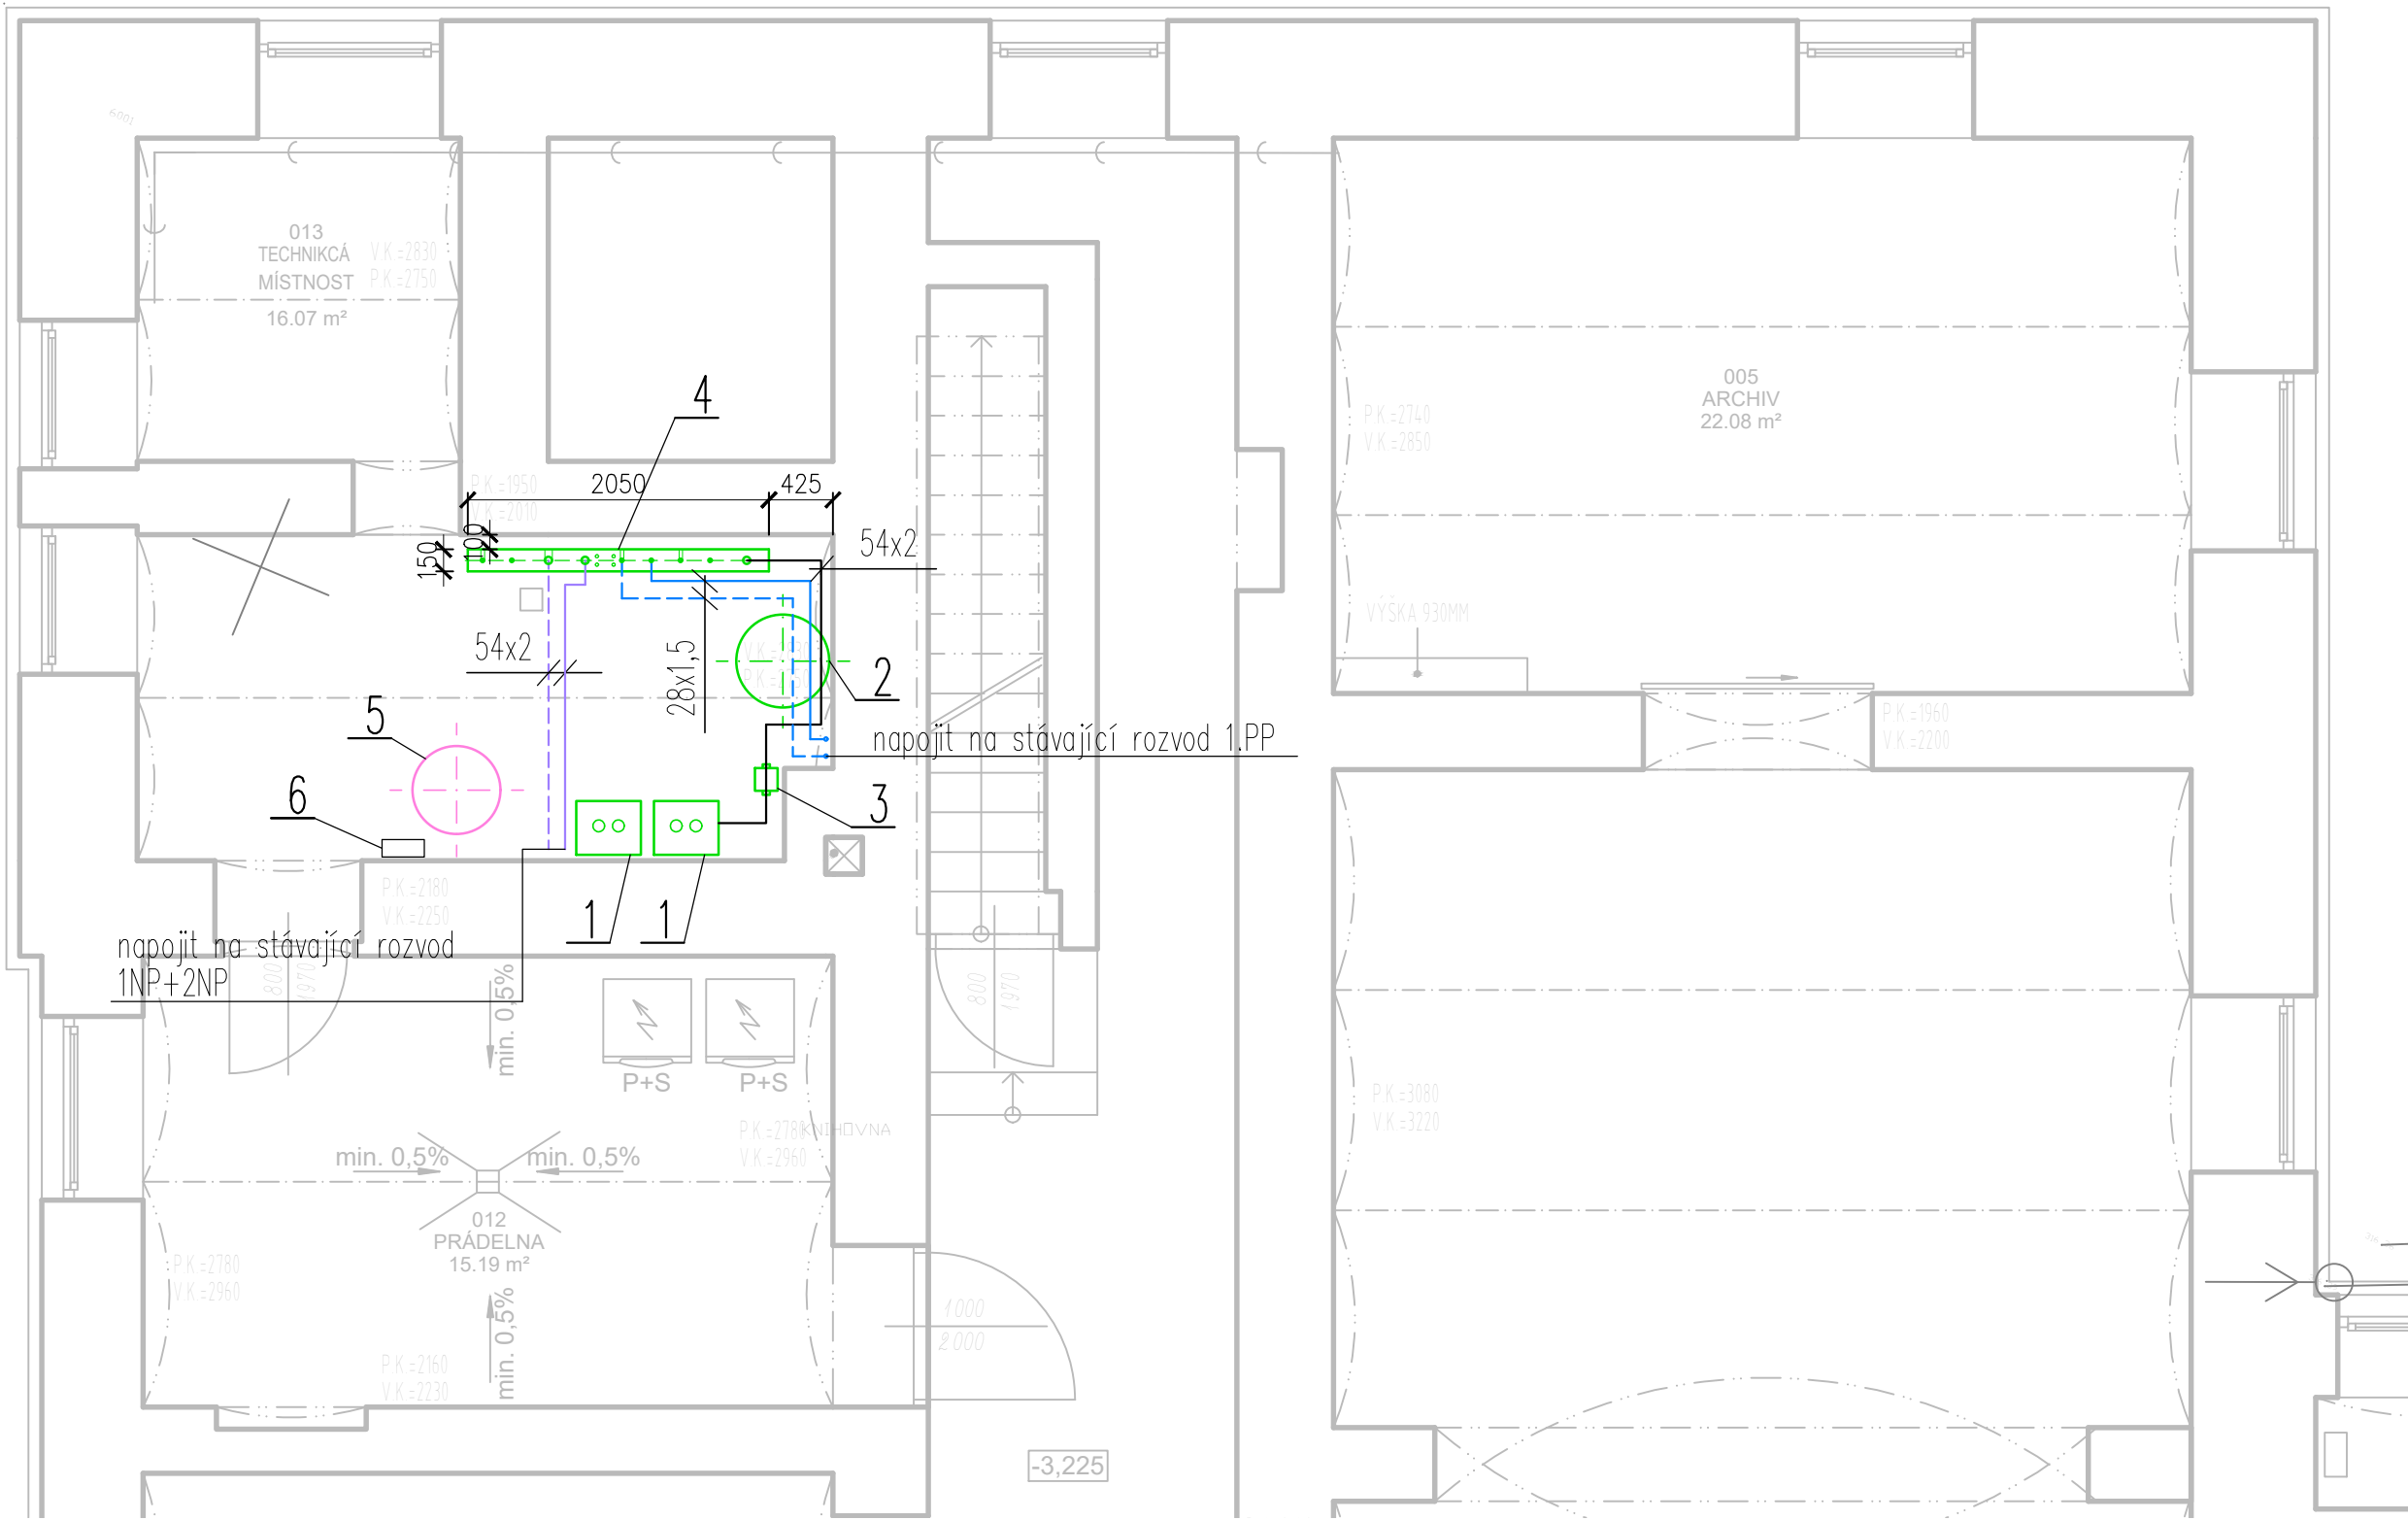 6001
013
TECHNIKCÁ
MÍSTNOST
16.07 m²
V.K.=2830
P.K.=2750
4
005
ARCHIV
22.08 m²
P.K.=2740
V.K.=2850
P.K.=1950
V.K.=2010
2050
425
100
150
54x2
VÝŠKA 930MM
54x2
28x1,5
2
5
napojit na stávající rozvod 1.PP
P.K.=1960
V.K.=2200
6
3
P.K.=2180
V.K.=2250
1
1
napojit na stávající rozvod
1NP+2NP
800
1970
min. 0,5%
800
1970
P+S
P+S
P.K.=3080
V.K.=3220
P.K.=2780
V.K.=2960
KNIHOVNA
min. 0,5%
min. 0,5%
012
PRÁDELNA
15.19 m²
P.K.=2780
V.K.=2960
min. 0,5%
1000
2000
P.K.=2160
V.K.=2230
-3,225